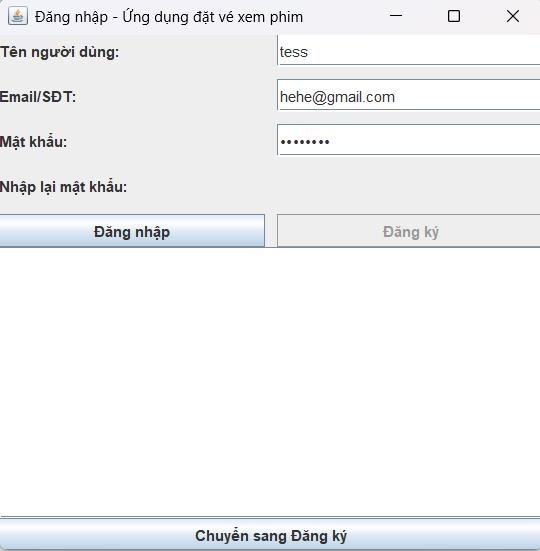 Đăng nhập - Ứng dụng đặt vé xem phim
Tên người dùng: tess
Email/SĐT: hehe@gmail.com
Mật khẩu: ••••••••
Nhập lại mật khẩu:
Đăng nhập Đăng ký
Chuyển sang Đăng ký